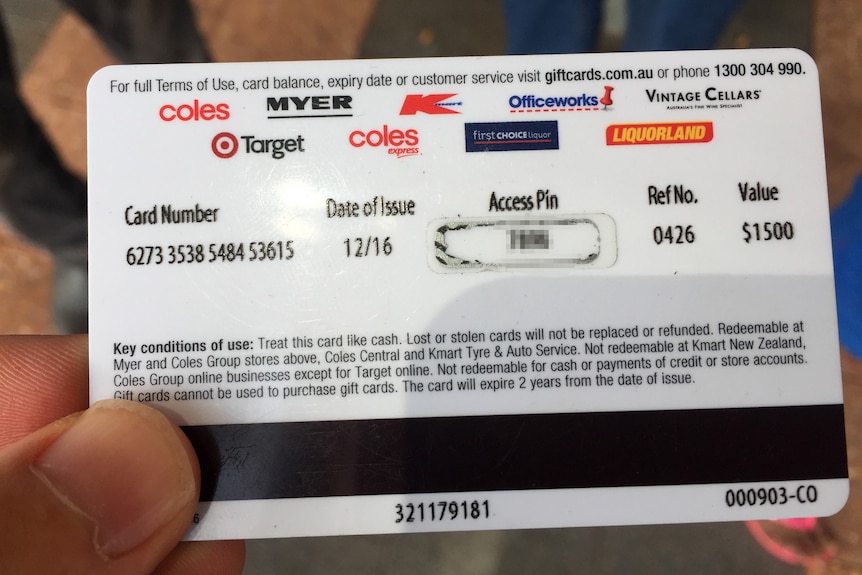 For full Terms of Use, card balance, expiry date or customer service visit giftcards.com.au or phone 1300 304 990.
coles MYER K mart Officeworks VINTAGE CELLARS
AUSTRALIA'S FINE WINE SPECIALIST
Target coles express first CHOICE liquor LIQUORLAND
Card Number Date of Issue Access Pin Ref No. Value
6273 3538 5484 53615 12/16 0426 $1500
Key conditions of use: Treat this card like cash. Lost or stolen cards will not be replaced or refunded. Redeemable at
Myer and Coles Group stores above, Coles Central and Kmart Tyre & Auto Service. Not redeemable at Kmart New Zealand,
Coles Group online businesses except for Target online. Not redeemable for cash or payments of credit or store accounts.
Gift cards cannot be used to purchase gift cards. The card will expire 2 years from the date of issue.
6 321179181 000903-CO